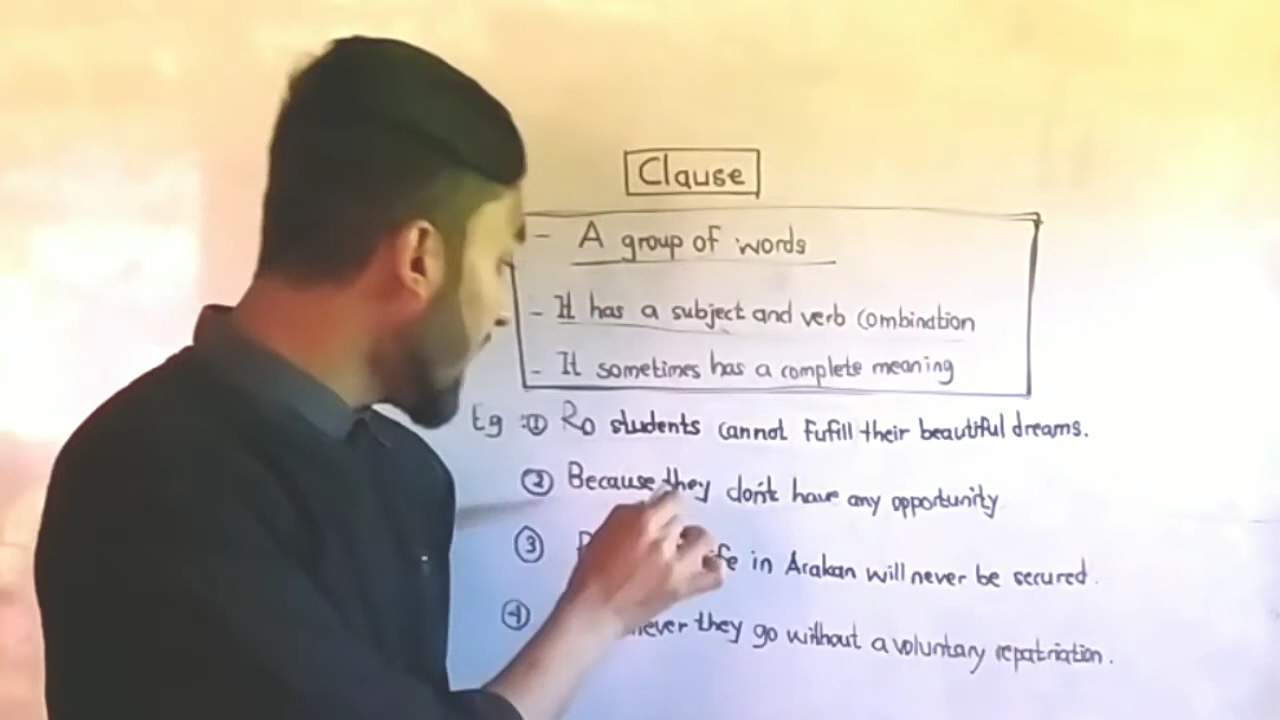 Clause
- A group of words
- It has a subject and verb combination
- It sometimes has a complete meaning
Eg : ① Ro students cannot fufill their beautiful dreams.
② Because they don't have any opportunity
③ in Arakan will never be secured.
④ they go without a voluntary repatriation.